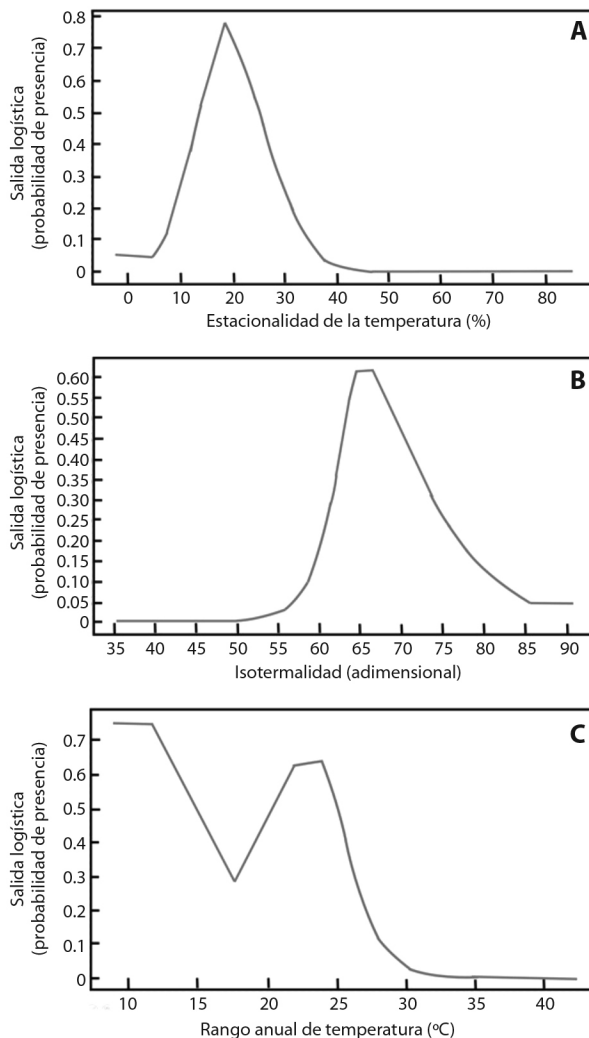 A
Salida logística
(probabilidad de presencia)
0.8
0.7
0.6
0.5
0.4
0.3
0.2
0.1
0
0 10 20 30 40 50 60 70 80
Estacionalidad de la temperatura (%)
B
Salida logística
(probabilidad de presencia)
0.60
0.55
0.50
0.45
0.40
0.35
0.30
0.25
0.20
0.15
0.10
0.05
0
35 40 45 50 55 60 65 70 75 80 85 90
Isotermalidad (adimensional)
C
Salida logística
(probabilidad de presencia)
0.7
0.6
0.5
0.4
0.3
0.2
0.1
0
10 15 20 25 30 35 40
Rango anual de temperatura (ºC)